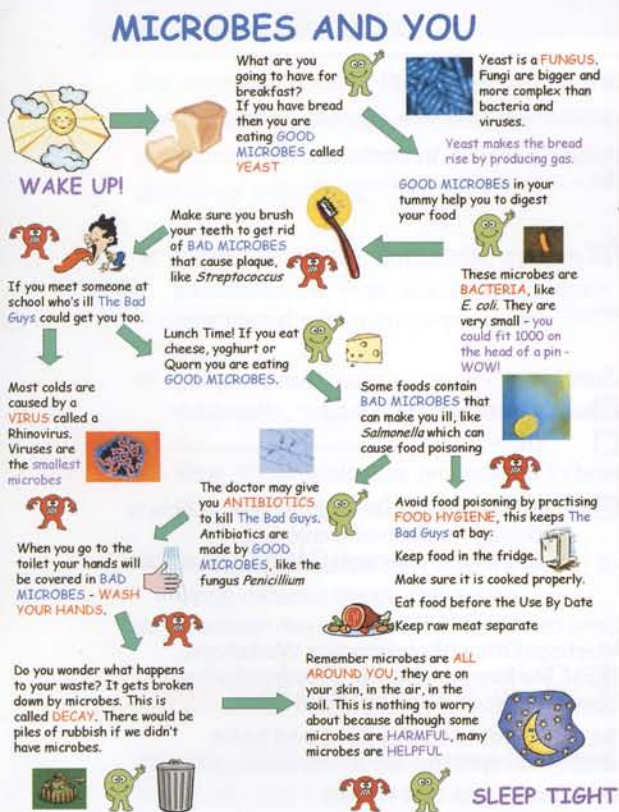 MICROBES AND YOU
What are you
going to have for
breakfast?
If you have bread
then you are
eating GOOD
MICROBES called
YEAST
Yeast is a FUNGUS.
Fungi are bigger and
more complex than
bacteria and
viruses.
Yeast makes the bread
rise by producing gas.
WAKE UP!
GOOD MICROBES in your
tummy help you to digest
your food
Make sure you brush
your teeth to get rid
of BAD MICROBES
that cause plaque,
like Streptococcus
These microbes are
BACTERIA, like
E. coli. They are
very small - you
could fit 1000 on
the head of a pin -
WOW!
If you meet someone at
school who's ill The Bad
Guys could get you too.
Lunch Time! If you eat
cheese, yoghurt or
Quorn you are eating
GOOD MICROBES.
Most colds are
caused by a
VIRUS called a
Rhinovirus.
Viruses are
the smallest
microbes
Some foods contain
BAD MICROBES that
can make you ill, like
Salmonella which can
cause food poisoning
The doctor may give
you ANTIBIOTICS
to kill The Bad Guys.
Antibiotics are
made by GOOD
MICROBES, like the
fungus Penicillium
Avoid food poisoning by practising
FOOD HYGIENE, this keeps The
Bad Guys at bay:
Keep food in the fridge.
Make sure it is cooked properly.
Eat food before the Use By Date
Keep raw meat separate
When you go to the
toilet your hands will
be covered in BAD
MICROBES - WASH
YOUR HANDS.
Do you wonder what happens
to your waste? It gets broken
down by microbes. This is
called DECAY. There would be
piles of rubbish if we didn't
have microbes.
Remember microbes are ALL
AROUND YOU, they are on
your skin, in the air, in the
soil. This is nothing to worry
about because although some
microbes are HARMFUL, many
microbes are HELPFUL
SLEEP TIGHT